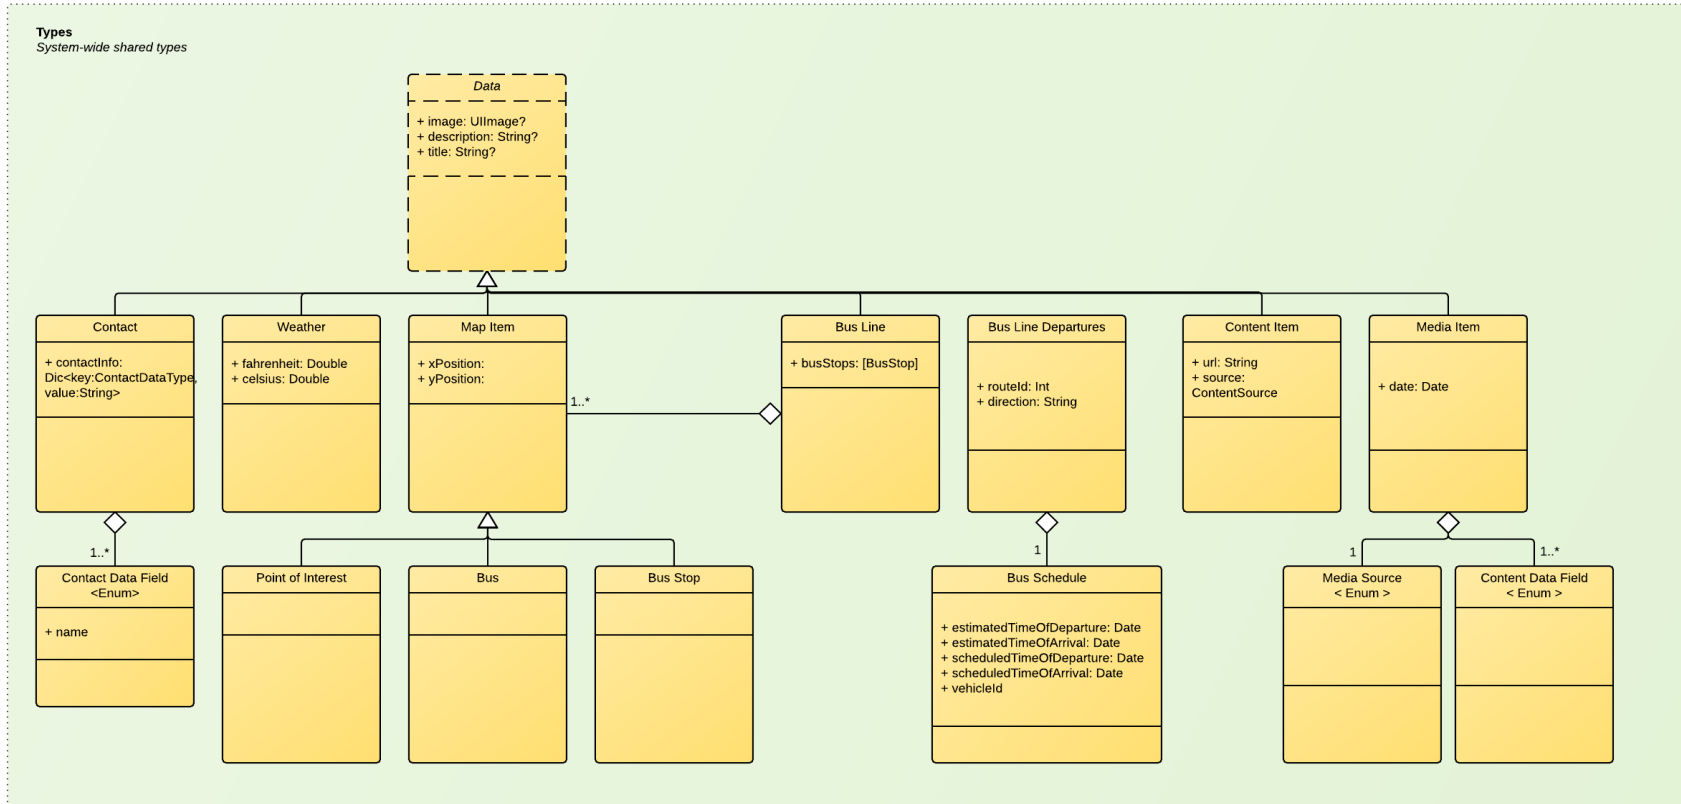 Types
System-wide shared types
Data
+ image: UIImage?
+ description: String?
+ title: String?
Contact
+ contactInfo:
Dic<key:ContactDataType,
value:String>
Weather
+ fahrenheit: Double
+ celsius: Double
Map Item
+ xPosition:
+ yPosition:
1..*
Bus Line
+ busStops: [BusStop]
Bus Line Departures
+ routeId: Int
+ direction: String
Content Item
+ url: String
+ source:
ContentSource
Media Item
+ date: Date
1..*
1
1
1..*
Contact Data Field
<Enum>
+ name
Point of Interest
Bus
Bus Stop
Bus Schedule
+ estimatedTimeOfDeparture: Date
+ estimatedTimeOfArrival: Date
+ scheduledTimeOfDeparture: Date
+ scheduledTimeOfArrival: Date
+ vehicleId
Media Source
< Enum >
Content Data Field
< Enum >